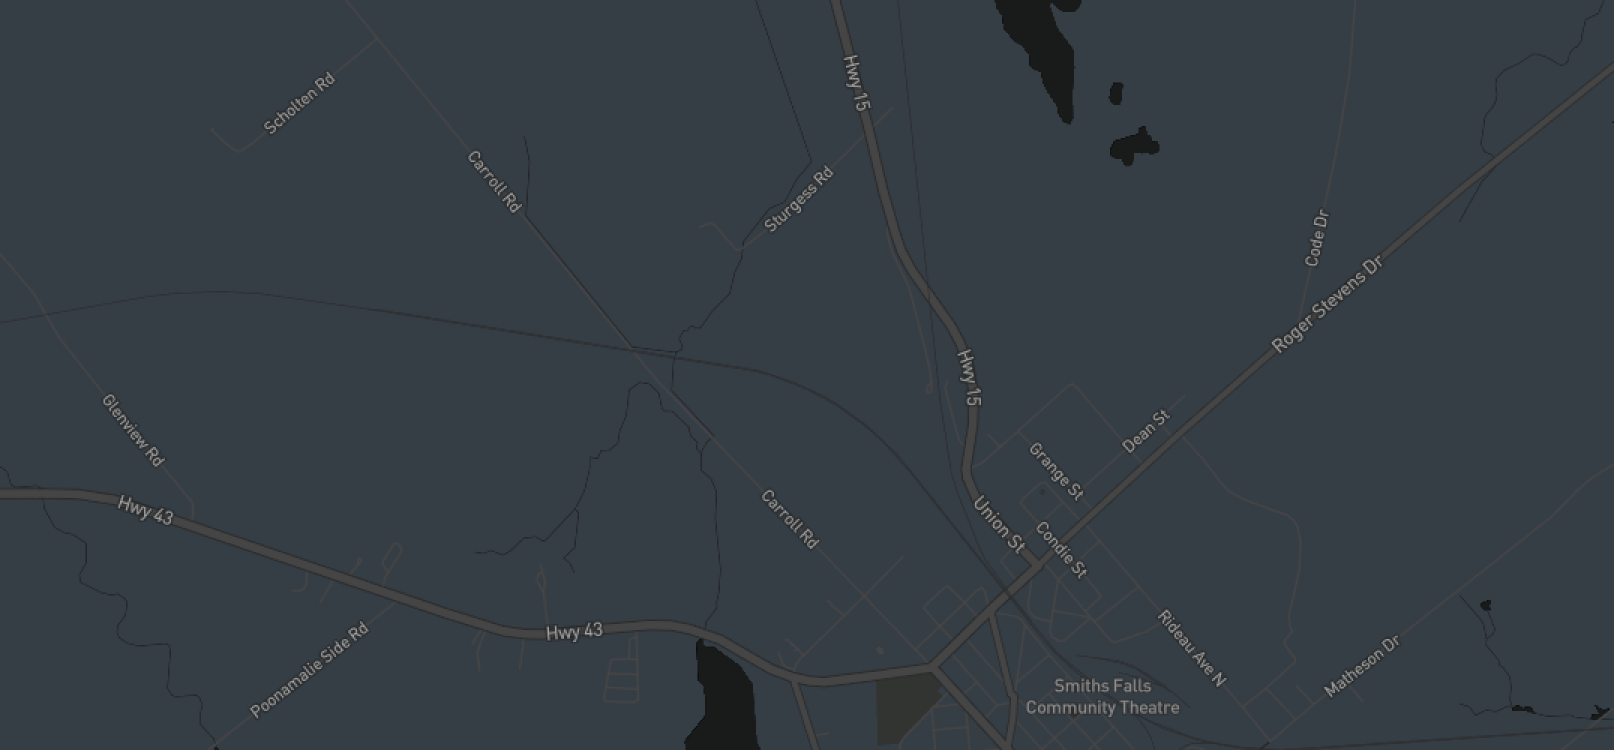 Hwy 15
Scholten Rd
Carroll Rd
Sturgess Rd
Code Dr
Roger Stevens Dr
Hwy 15
Glenview Rd
Dean St
Grange St
Hwy 43
Carroll Rd
Union St
Condie St
Hwy 43
Poonamalie Side Rd
Rideau Ave N
Matheson Dr
Smiths Falls
Community Theatre